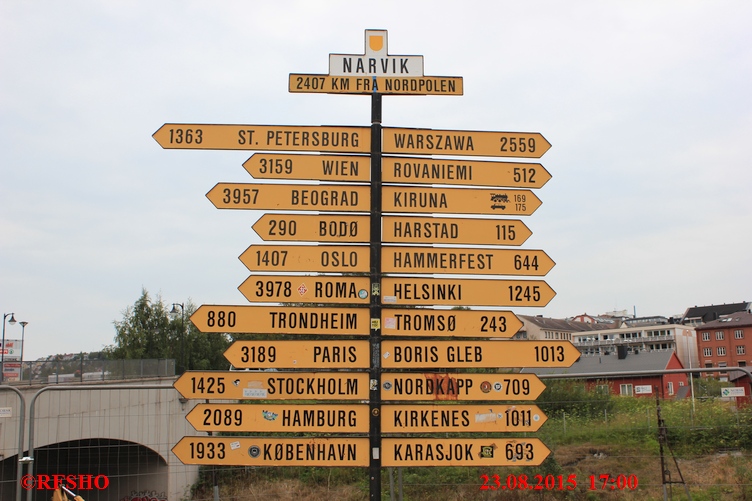 NARVIK
2407 KM FRA NORDPOLEN
1363 ST. PETERSBURG
WARSZAWA 2559
3159 WIEN
ROVANIEMI 512
3957 BEOGRAD
KIRUNA 169 175
290 BODØ
HARSTAD 115
1407 OSLO
HAMMERFEST 644
3978 ROMA
HELSINKI 1245
880 TRONDHEIM
TROMSØ 243
3189 PARIS
BORIS GLEB 1013
1425 STOCKHOLM
NORDKAPP 709
2089 HAMBURG
KIRKENES 1011
1933 KØBENHAVN
KARASJOK 693
©RESHO
23.08.2015 17:00